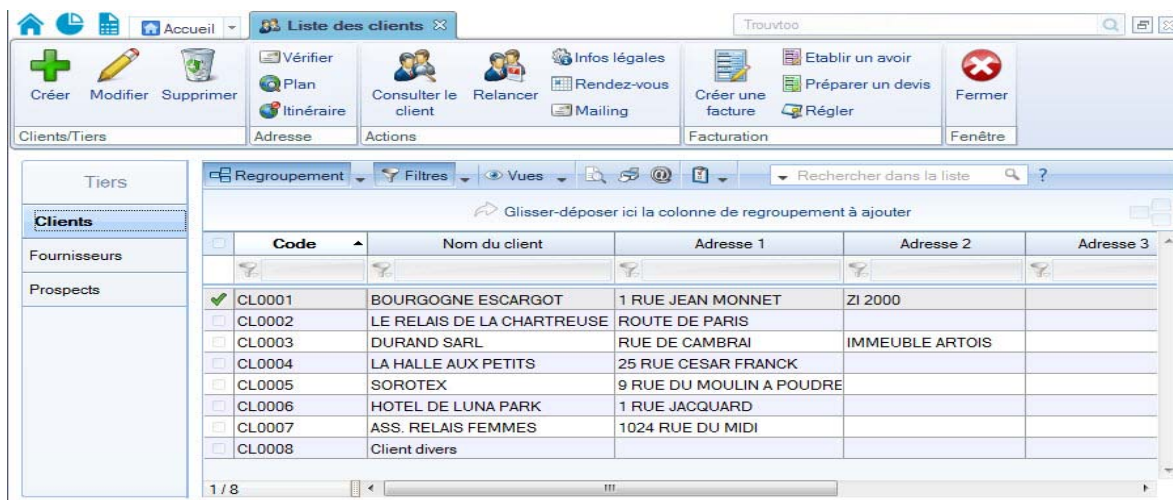 Accueil Liste des clients Trouvtoo
Créer Modifier Supprimer
Clients/Tiers
Vérifier
Plan
Itinéraire
Adresse
Consulter le client
Relancer
Infos légales
Rendez-vous
Mailing
Actions
Créer une facture
Etablir un avoir
Préparer un devis
Régler
Facturation
Fermer
Fenêtre
Tiers
Clients
Fournisseurs
Prospects
Regroupement Filtres Vues Rechercher dans la liste ?
Glisser-déposer ici la colonne de regroupement à ajouter
Code Nom du client Adresse 1 Adresse 2 Adresse 3
CL0001 BOURGOGNE ESCARGOT 1 RUE JEAN MONNET ZI 2000
CL0002 LE RELAIS DE LA CHARTREUSE ROUTE DE PARIS
CL0003 DURAND SARL RUE DE CAMBRAI IMMEUBLE ARTOIS
CL0004 LA HALLE AUX PETITS 25 RUE CESAR FRANCK
CL0005 SOROTEX 9 RUE DU MOULIN A POUDRE
CL0006 HOTEL DE LUNA PARK 1 RUE JACQUARD
CL0007 ASS. RELAIS FEMMES 1024 RUE DU MIDI
CL0008 Client divers
1 / 8